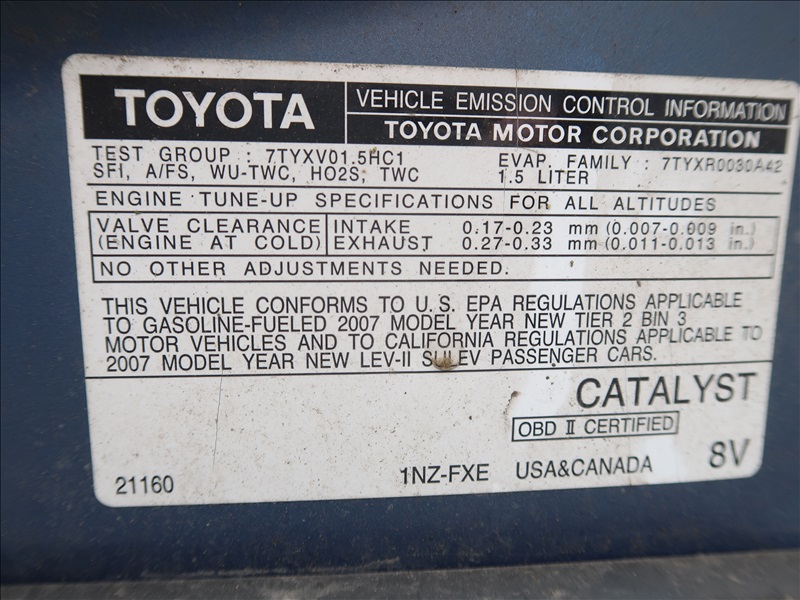 TOYOTA
VEHICLE EMISSION CONTROL INFORMATION
TOYOTA MOTOR CORPORATION
TEST GROUP : 7TYXV01.5HC1 EVAP. FAMILY : 7TYXR0030A42
SFI, A/FS, WU-TWC, HO2S, TWC 1.5 LITER
ENGINE TUNE-UP SPECIFICATIONS FOR ALL ALTITUDES
VALVE CLEARANCE INTAKE 0.17-0.23 mm (0.007-0.009 in.)
(ENGINE AT COLD) EXHAUST 0.27-0.33 mm (0.011-0.013 in.)
NO OTHER ADJUSTMENTS NEEDED.
THIS VEHICLE CONFORMS TO U.S. EPA REGULATIONS APPLICABLE
TO GASOLINE-FUELED 2007 MODEL YEAR NEW TIER 2 BIN 3
MOTOR VEHICLES AND TO CALIFORNIA REGULATIONS APPLICABLE TO
2007 MODEL YEAR NEW LEV-II SULEV PASSENGER CARS.
CATALYST
OBD II CERTIFIED
21160 1NZ-FXE USA&CANADA 8V